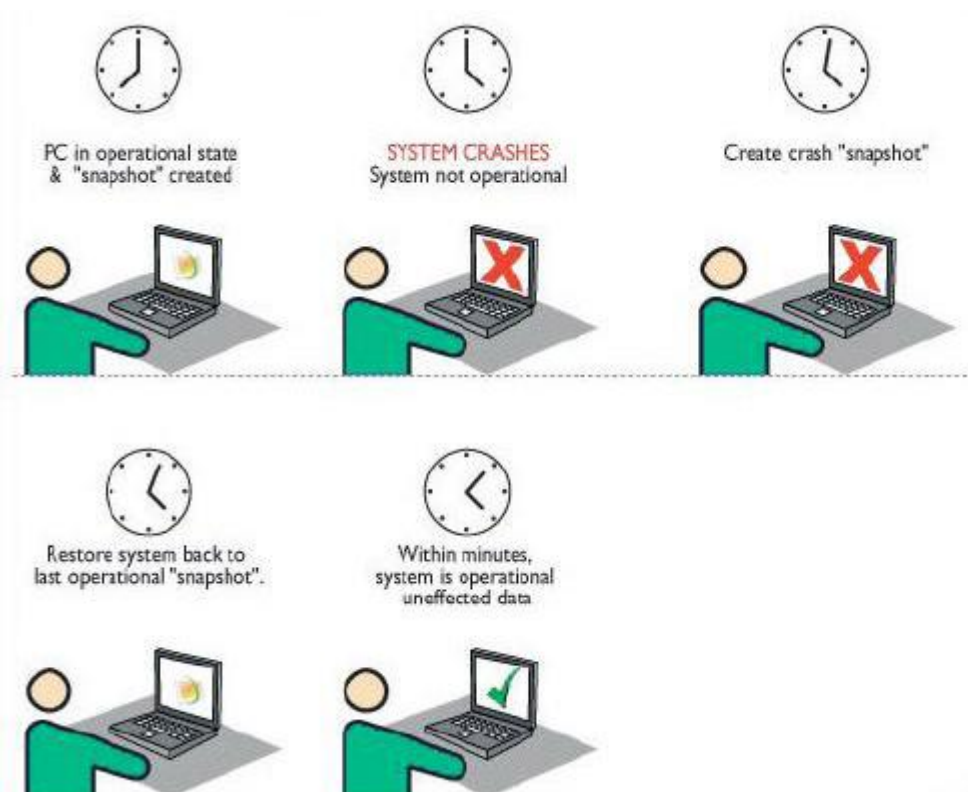 PC in operational state
& "snapshot" created
SYSTEM CRASHES
System not operational
Create crash "snapshot"
Restore system back to
last operational "snapshot".
Within minutes,
system is operational
uneffected data